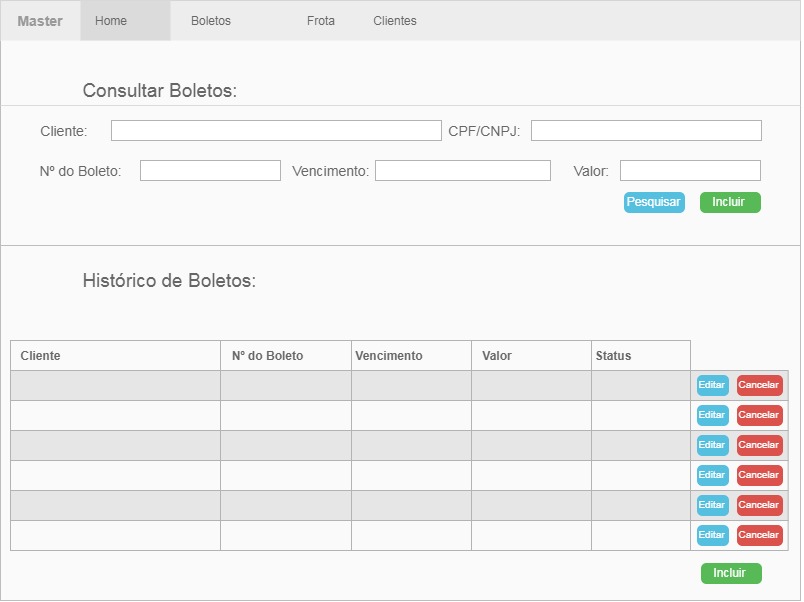 Master Home Boletos Frota Clientes
Consultar Boletos:
Cliente: CPF/CNPJ:
Nº do Boleto: Vencimento: Valor:
Pesquisar Incluir
Histórico de Boletos:
Cliente Nº do Boleto Vencimento Valor Status
Editar Cancelar
Editar Cancelar
Editar Cancelar
Editar Cancelar
Editar Cancelar
Editar Cancelar
Incluir